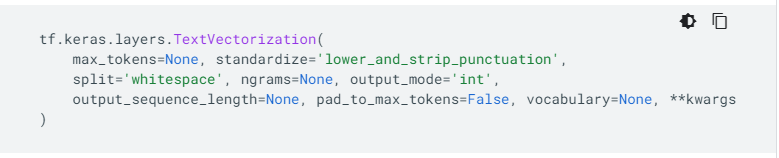 tf.keras.layers.TextVectorization(
    max_tokens=None, standardize='lower_and_strip_punctuation',
    split='whitespace', ngrams=None, output_mode='int',
    output_sequence_length=None, pad_to_max_tokens=False, vocabulary=None, **kwargs
)